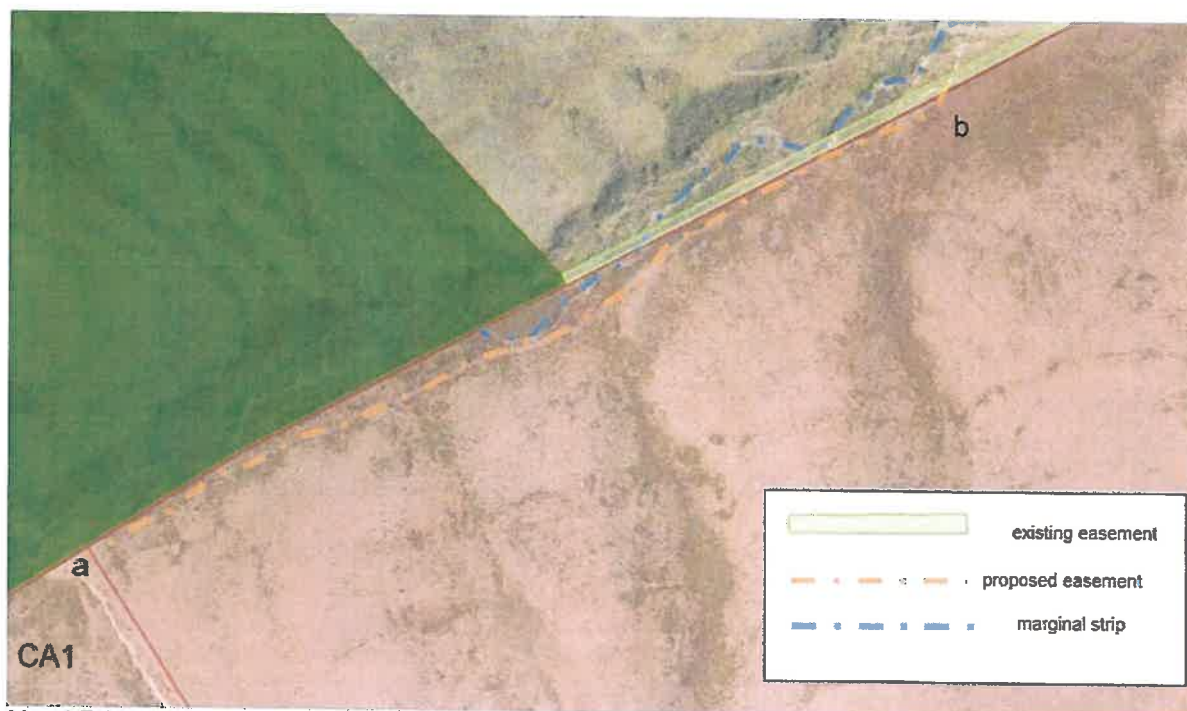 b
a
CA1
existing easement
proposed easement
marginal strip